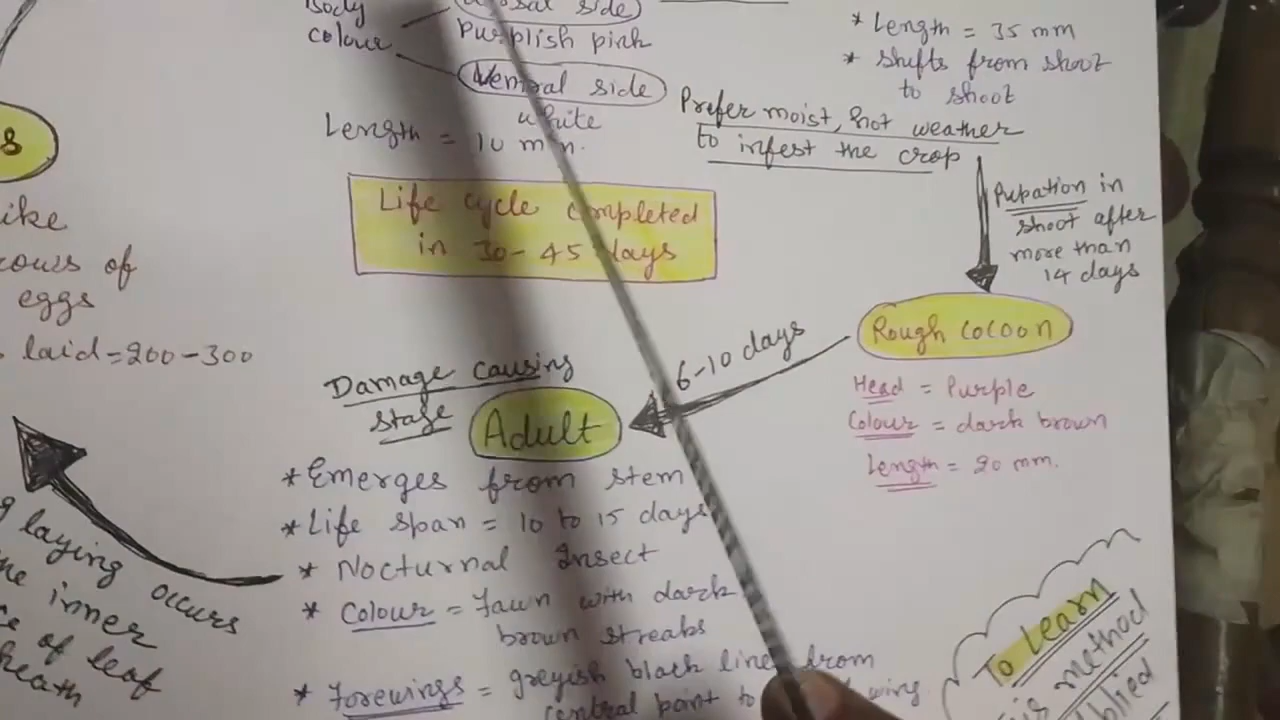 Body
colour
side
Purplish pink
Ventral side
white
Length = 10 mm.
* Length = 35 mm
* Shifts from shoot
to shoot
Prefer moist, hot weather
to infest the crop
Pupation in
shoot after
more than
14 days
S
ike
rows of
eggs
laid = 200 - 300
Life cycle completed
in 30 - 45 days
Rough Cocoon
Head = Purple
Colour = dark brown
Length = 20 mm.
6-10 days
Damage causing
stage
Adult
* Emerges from stem
* Life span = 10 to 15 days
* Nocturnal Insect
* Colour = Fawn with dark
brown streaks
* Forewings = greyish black line from
central point to wing
g laying occurs
inner
of leaf
heath
To Learn
is method